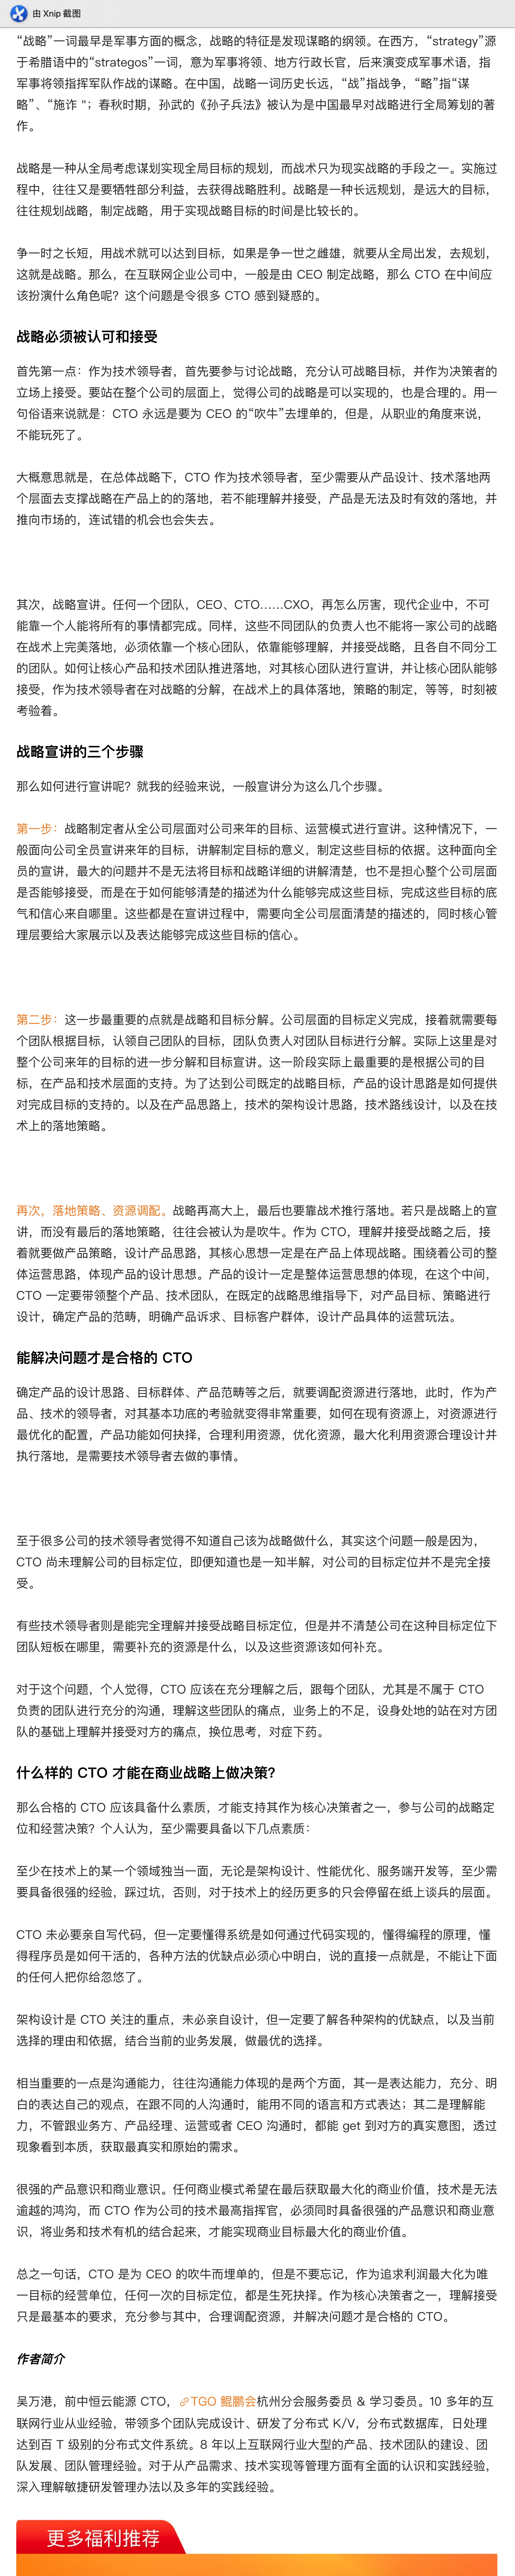 由 Xnip 截图
“战略”一词最早是军事方面的概念，战略的特征是发现谋略的纲领。在西方，“strategy”源
于希腊语中的“strategos”一词，意为军事将领、地方行政长官，后来演变成军事术语，指
军事将领指挥军队作战的谋略。在中国，战略一词历史长远，“战”指战争，“略”指“谋
略”、“施诈 "；春秋时期，孙武的《孙子兵法》被认为是中国最早对战略进行全局筹划的著
作。
战略是一种从全局考虑谋划实现全局目标的规划，而战术只为现实战略的手段之一。实施过
程中，往往又是要牺牲部分利益，去获得战略胜利。战略是一种长远规划，是远大的目标，
往往规划战略，制定战略，用于实现战略目标的时间是比较长的。
争一时之长短，用战术就可以达到目标，如果是争一世之雌雄，就要从全局出发，去规划，
这就是战略。那么，在互联网企业公司中，一般是由 CEO 制定战略，那么 CTO 在中间应
该扮演什么角色呢？这个问题是令很多 CTO 感到疑惑的。
战略必须被认可和接受
首先第一点：作为技术领导者，首先要参与讨论战略，充分认可战略目标，并作为决策者的
立场上接受。要站在整个公司的层面上，觉得公司的战略是可以实现的，也是合理的。用一
句俗语来说就是：CTO 永远是要为 CEO 的“吹牛”去埋单的，但是，从职业的角度来说，
不能玩死了。
大概意思就是，在总体战略下，CTO 作为技术领导者，至少需要从产品设计、技术落地两
个层面去支撑战略在产品上的的落地，若不能理解并接受，产品是无法及时有效的落地，并
推向市场的，连试错的机会也会失去。
其次，战略宣讲。任何一个团队，CEO、CTO……CXO，再怎么厉害，现代企业中，不可
能靠一个人能将所有的事情都完成。同样，这些不同团队的负责人也不能将一家公司的战略
在战术上完美落地，必须依靠一个核心团队，依靠能够理解，并接受战略，且各自不同分工
的团队。如何让核心产品和技术团队推进落地，对其核心团队进行宣讲，并让核心团队能够
接受，作为技术领导者在对战略的分解，在战术上的具体落地，策略的制定，等等，时刻被
考验着。
战略宣讲的三个步骤
那么如何进行宣讲呢？就我的经验来说，一般宣讲分为这么几个步骤。
第一步：战略制定者从全公司层面对公司来年的目标、运营模式进行宣讲。这种情况下，一
般面向公司全员宣讲来年的目标，讲解制定目标的意义，制定这些目标的依据。这种面向全
员的宣讲，最大的问题并不是无法将目标和战略详细的讲解清楚，也不是担心整个公司层面
是否能够接受，而是在于如何能够清楚的描述为什么能够完成这些目标，完成这些目标的底
气和信心来自哪里。这些都是在宣讲过程中，需要向全公司层面清楚的描述的，同时核心管
理层要给大家展示以及表达能够完成这些目标的信心。
第二步：这一步最重要的点就是战略和目标分解。公司层面的目标定义完成，接着就需要每
个团队根据目标，认领自己团队的目标，团队负责人对团队目标进行分解。实际上这里是对
整个公司来年的目标的进一步分解和目标宣讲。这一阶段实际上最重要的是根据公司的目
标，在产品和技术层面的支持。为了达到公司既定的战略目标，产品的设计思路是如何提供
对完成目标的支持的。以及在产品思路上，技术的架构设计思路，技术路线设计，以及在技
术上的落地策略。
再次，落地策略、资源调配。战略再高大上，最后也要靠战术推行落地。若只是战略上的宣
讲，而没有最后的落地策略，往往会被认为是吹牛。作为 CTO，理解并接受战略之后，接
着就要做产品策略，设计产品思路，其核心思想一定是在产品上体现战略。围绕着公司的整
体运营思路，体现产品的设计思想。产品的设计一定是整体运营思想的体现，在这个中间，
CTO 一定要带领整个产品、技术团队，在既定的战略思维指导下，对产品目标、策略进行
设计，确定产品的范畴，明确产品诉求、目标客户群体，设计产品具体的运营玩法。
能解决问题才是合格的 CTO
确定产品的设计思路、目标群体、产品范畴等之后，就要调配资源进行落地，此时，作为产
品、技术的领导者，对其基本功底的考验就变得非常重要，如何在现有资源上，对资源进行
最优化的配置，产品功能如何抉择，合理利用资源，优化资源，最大化利用资源合理设计并
执行落地，是需要技术领导者去做的事情。
至于很多公司的技术领导者觉得不知道自己该为战略做什么，其实这个问题一般是因为，
CTO 尚未理解公司的目标定位，即便知道也是一知半解，对公司的目标定位并不是完全接
受。
有些技术领导者则是能完全理解并接受战略目标定位，但是并不清楚公司在这种目标定位下
团队短板在哪里，需要补充的资源是什么，以及这些资源该如何补充。
对于这个问题，个人觉得，CTO 应该在充分理解之后，跟每个团队，尤其是不属于 CTO
负责的团队进行充分的沟通，理解这些团队的痛点，业务上的不足，设身处地的站在对方团
队的基础上理解并接受对方的痛点，换位思考，对症下药。
什么样的 CTO 才能在商业战略上做决策？
那么合格的 CTO 应该具备什么素质，才能支持其作为核心决策者之一，参与公司的战略定
位和经营决策？个人认为，至少需要具备以下几点素质：
至少在技术上的某一个领域独当一面，无论是架构设计、性能优化、服务端开发等，至少需
要具备很强的经验，踩过坑，否则，对于技术上的经历更多的只会停留在纸上谈兵的层面。
CTO 未必要亲自写代码，但一定要懂得系统是如何通过代码实现的，懂得编程的原理，懂
得程序员是如何干活的，各种方法的优缺点必须心中明白，说的直接一点就是，不能让下面
的任何人把你给忽悠了。
架构设计是 CTO 关注的重点，未必亲自设计，但一定要了解各种架构的优缺点，以及当前
选择的理由和依据，结合当前的业务发展，做最优的选择。
相当重要的一点是沟通能力，往往沟通能力体现的是两个方面，其一是表达能力，充分、明
白的表达自己的观点，在跟不同的人沟通时，能用不同的语言和方式表达；其二是理解能
力，不管跟业务方、产品经理、运营或者 CEO 沟通时，都能 get 到对方的真实意图，透过
现象看到本质，获取最真实和原始的需求。
很强的产品意识和商业意识。任何商业模式希望在最后获取最大化的商业价值，技术是无法
逾越的鸿沟，而 CTO 作为公司的技术最高指挥官，必须同时具备很强的产品意识和商业意
识，将业务和技术有机的结合起来，才能实现商业目标最大化的商业价值。
总之一句话，CTO 是为 CEO 的吹牛而埋单的，但是不要忘记，作为追求利润最大化为唯
一目标的经营单位，任何一次的目标定位，都是生死抉择。作为核心决策者之一，理解接受
只是最基本的要求，充分参与其中，合理调配资源，并解决问题才是合格的 CTO。
作者简介
吴万港，前中恒云能源 CTO，TGO 鲲鹏会杭州分会服务委员 & 学习委员。10 多年的互
联网行业从业经验，带领多个团队完成设计、研发了分布式 K/V，分布式数据库，日处理
达到百 T 级别的分布式文件系统。8 年以上互联网行业大型的产品、技术团队的建设、团
队发展、团队管理经验。对于从产品需求、技术实现等管理方面有全面的认识和实践经验，
深入理解敏捷研发管理办法以及多年的实践经验。
更多福利推荐